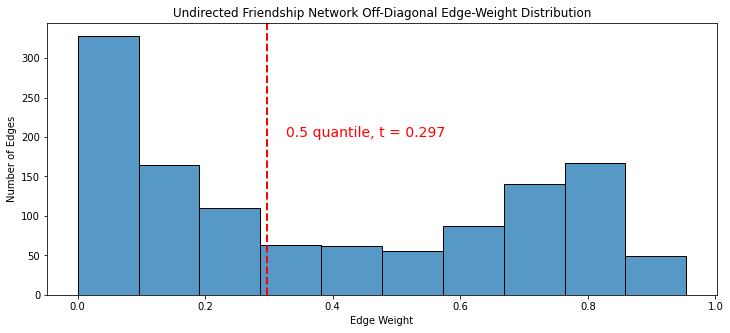 Undirected Friendship Network Off-Diagonal Edge-Weight Distribution
Number of Edges
300
250
200
150
100
50
0
0.5 quantile, t = 0.297
0.0 0.2 0.4 0.6 0.8 1.0
Edge Weight